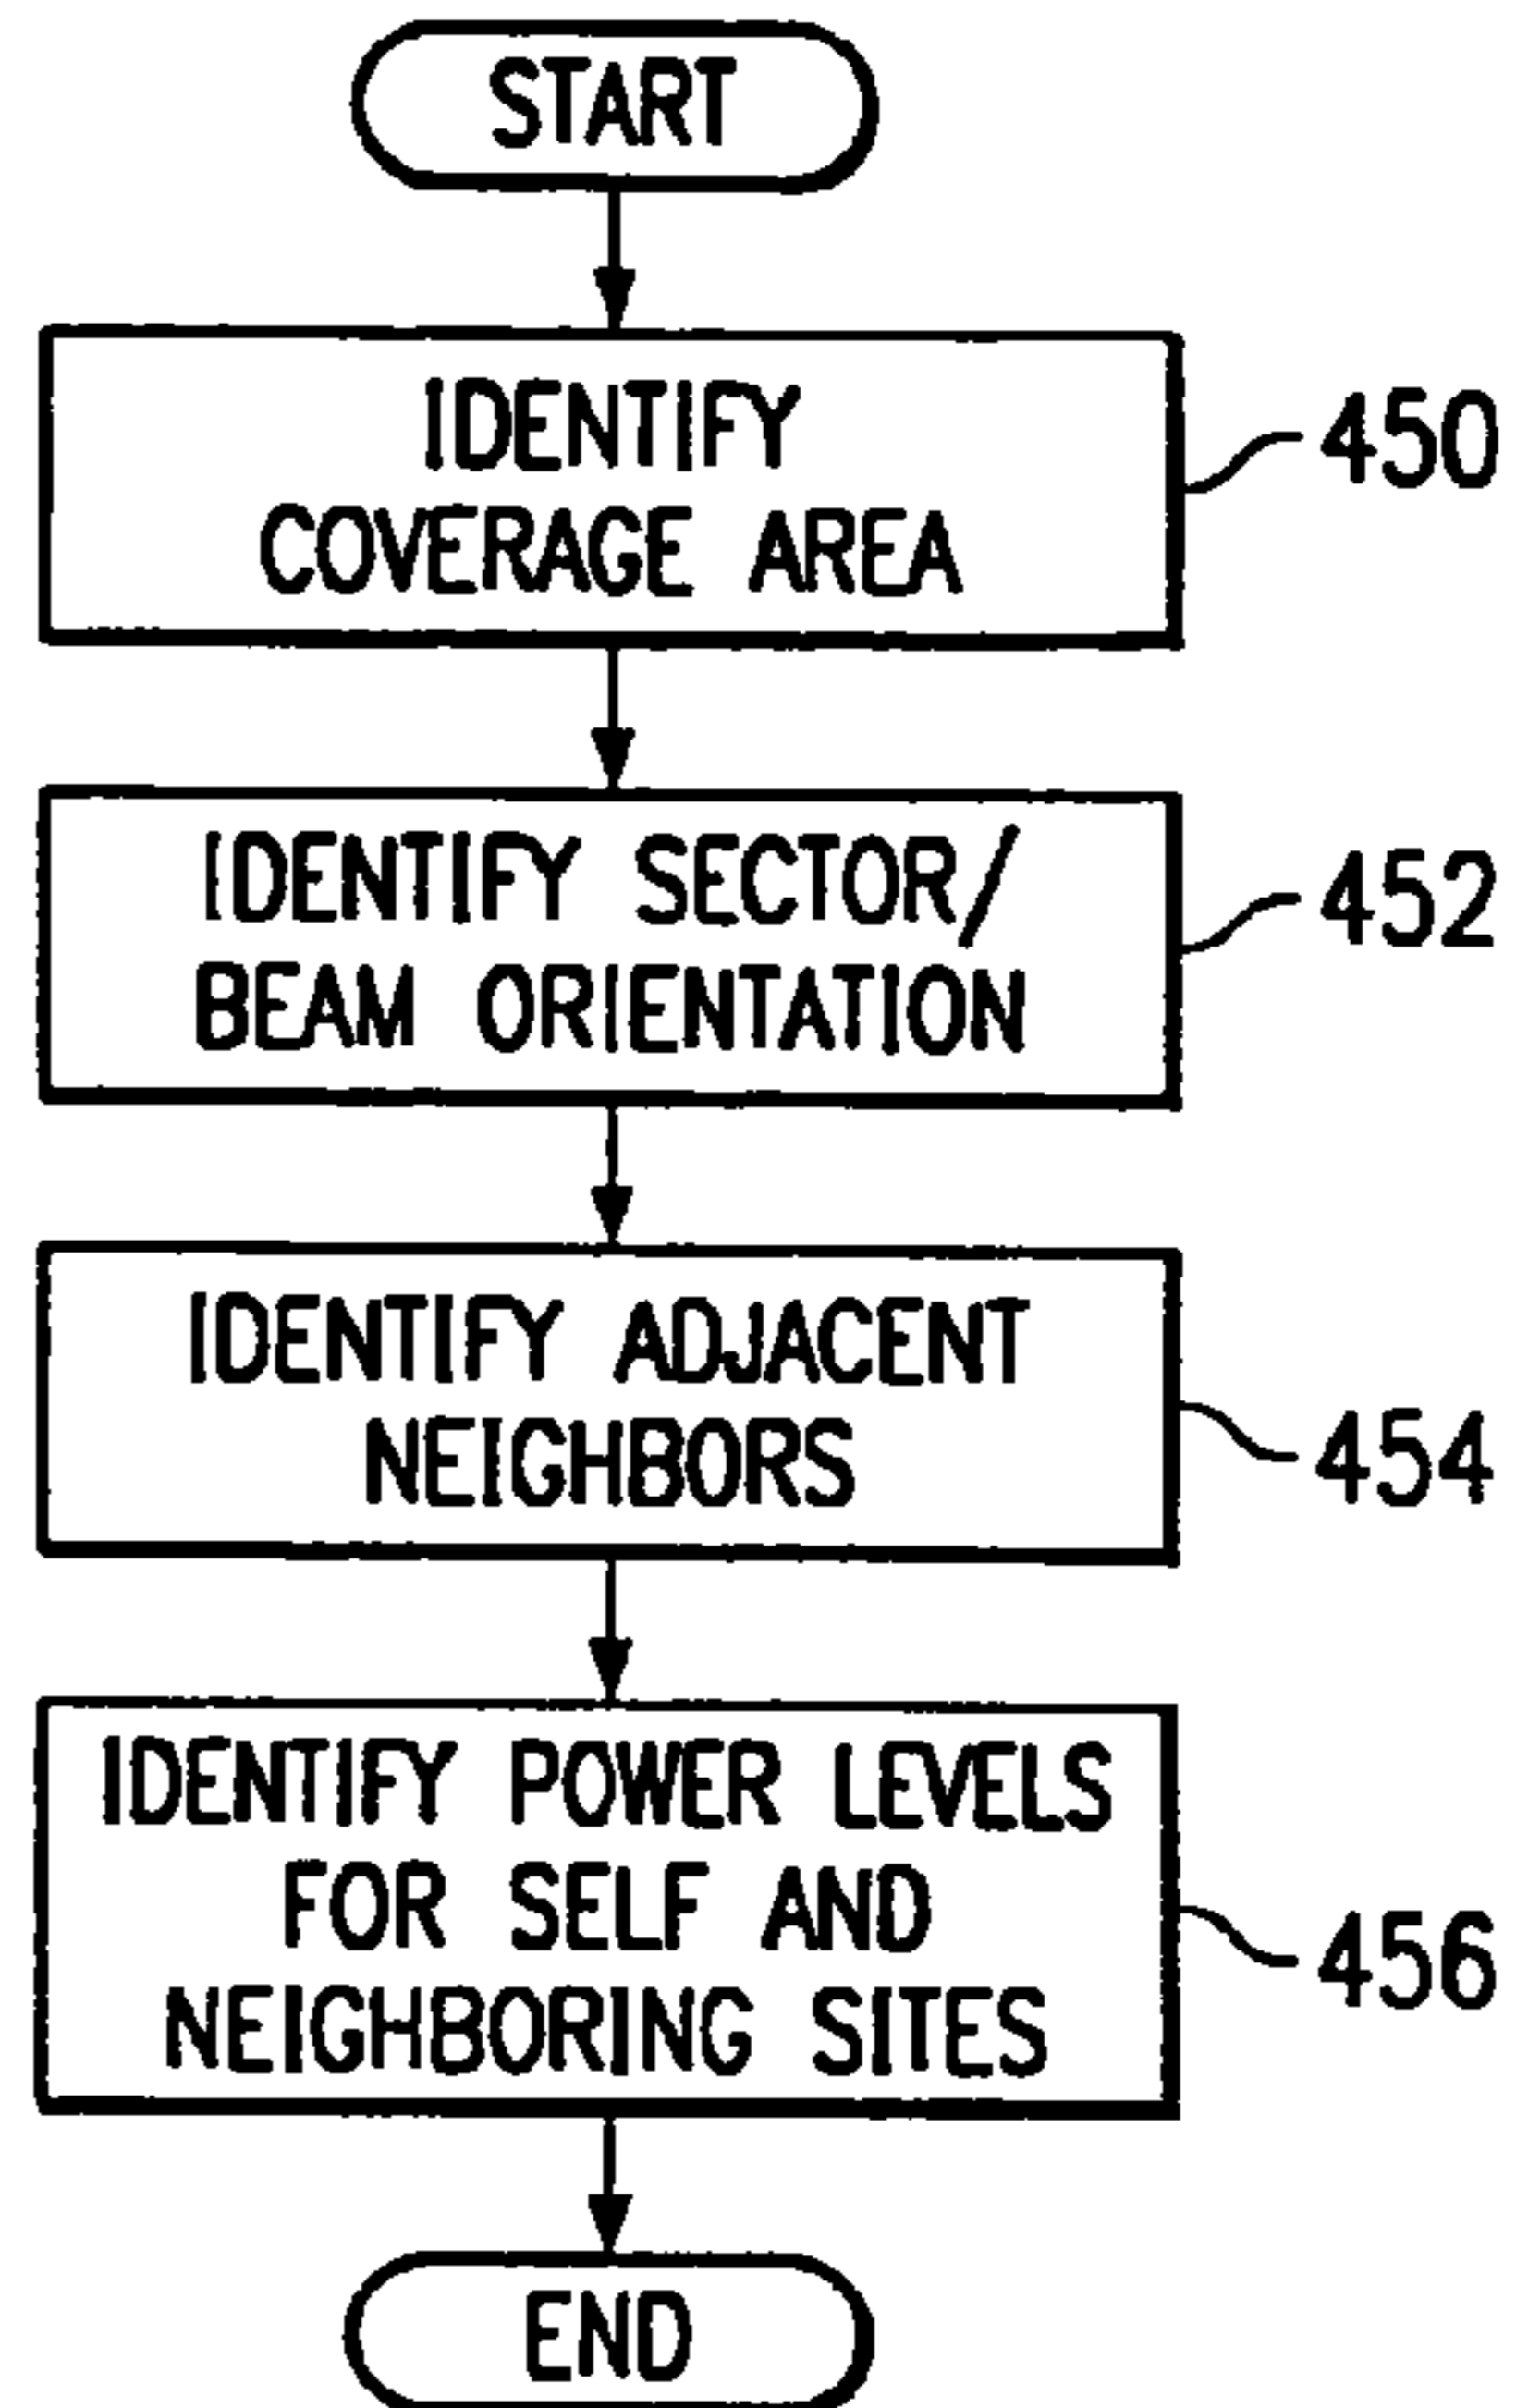 START
IDENTIFY
COVERAGE AREA
450
IDENTIFY SECTOR/
BEAM ORIENTATION
452
IDENTIFY ADJACENT
NEIGHBORS
454
IDENTIFY POWER LEVELS
FOR SELF AND
NEIGHBORING SITES
456
END